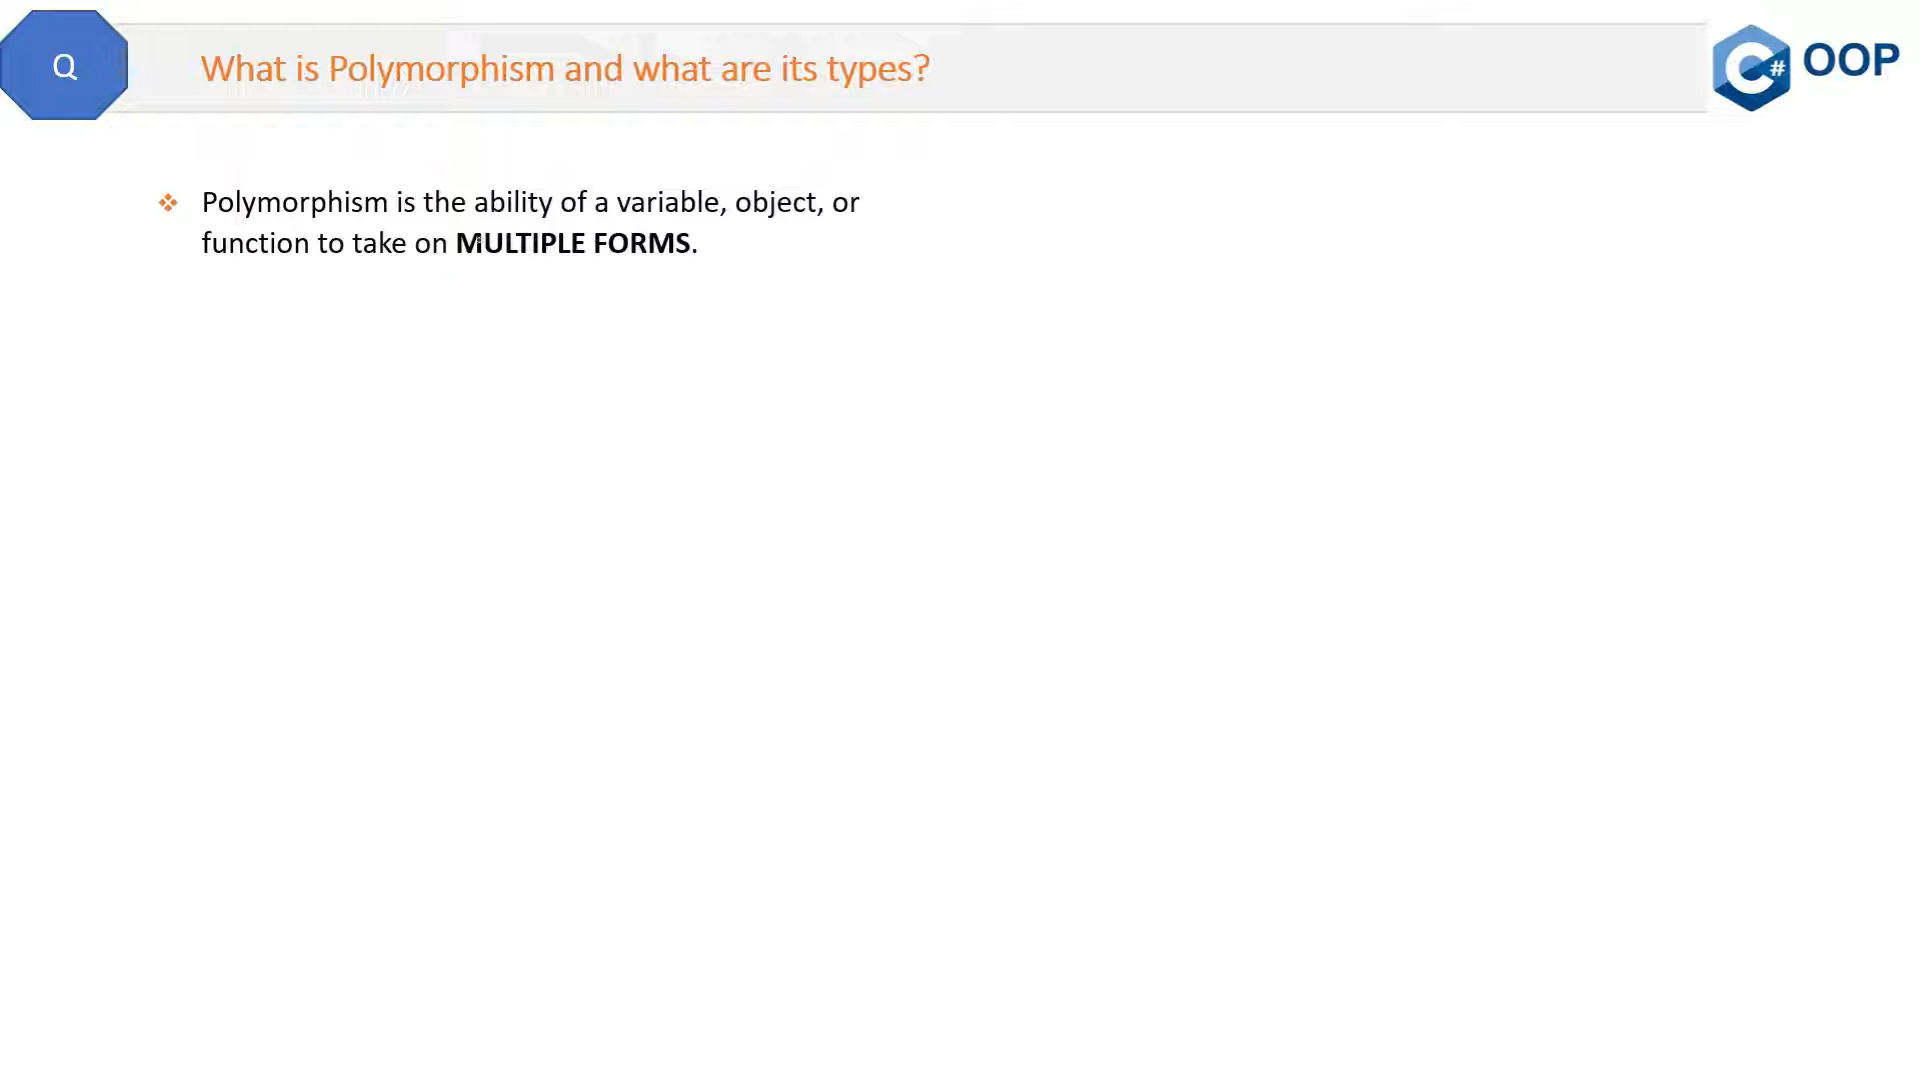 Q
What is Polymorphism and what are its types?
C# OOP
Polymorphism is the ability of a variable, object, or
function to take on MULTIPLE FORMS.